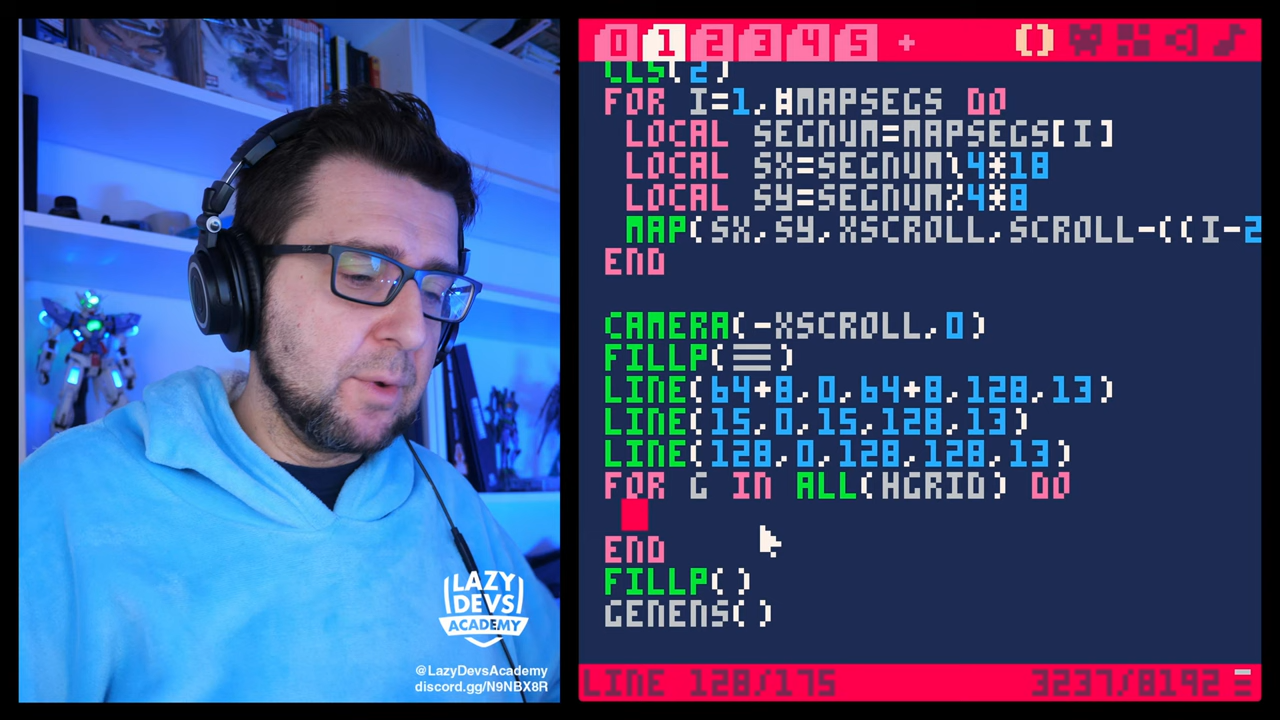 0 1 2 3 4 5 +
CLS(2)
FOR I=1,#MAPSEGS DO
LOCAL SEGNUM=MAPSEGS[I]
LOCAL SX=SEGNUM\4*18
LOCAL SY=SEGNUM%4*8
MAP(SX,SY,XSCROLL,SCROLL-((I-2
END
CAMERA(-XSCROLL,0)
FILLP(▤)
LINE(64+8,0,64+8,128,13)
LINE(15,0,15,128,13)
LINE(128,0,128,128,13)
FOR G IN ALL(HGRID) DO
END
FILLP()
GENENS()
LINE 128/175
3237/8192
LAZY
DEVS
ACADEMY
@LazyDevsAcademy
discord.gg/N9NBX8R